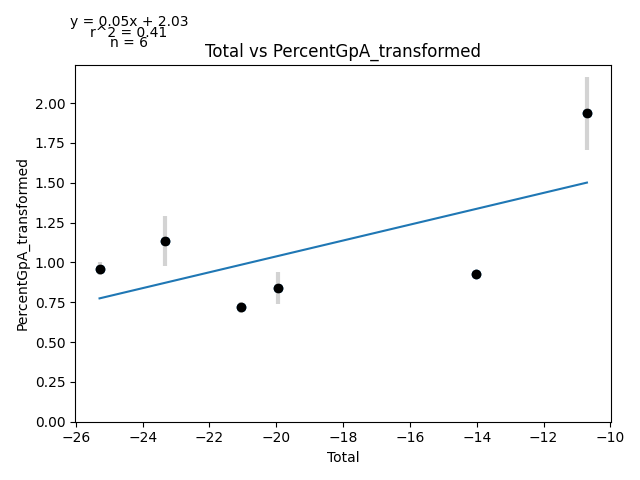 y = 0.05x + 2.03
r^2 = 0.41
n = 6
Total vs PercentGpA_transformed
PercentGpA_transformed
2.00
1.75
1.50
1.25
1.00
0.75
0.50
0.25
0.00
−26 −24 −22 −20 −18 −16 −14 −12 −10
Total